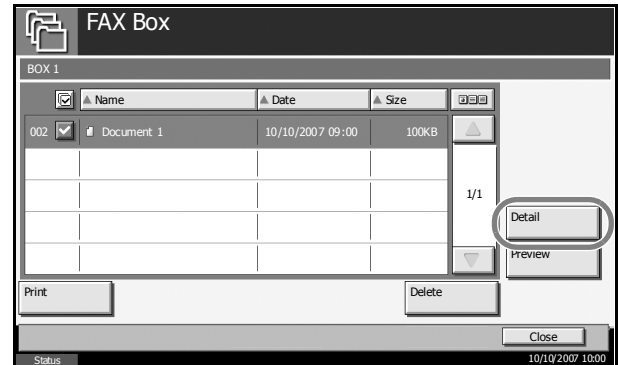 FAX Box
BOX 1
Name Date Size
002 Document 1 10/10/2007 09:00 100KB
1/1
Detail
Preview
Print Delete
Close
Status 10/10/2007 10:00